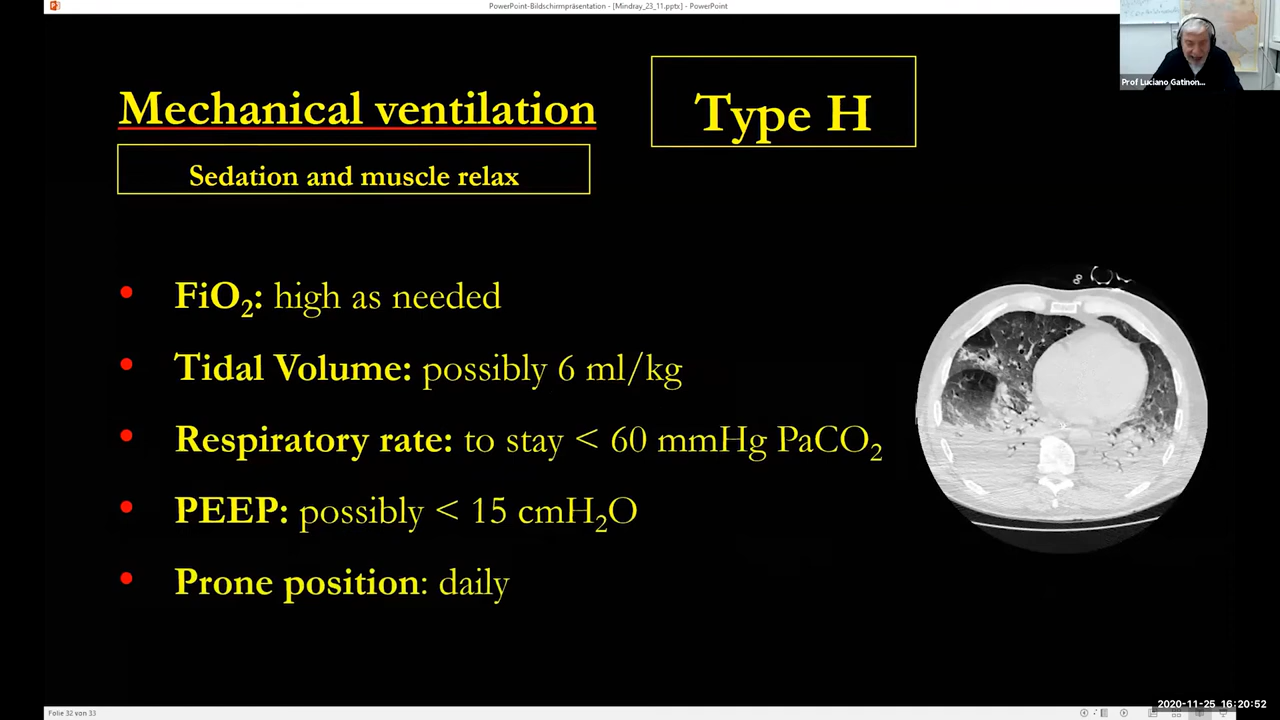 PowerPoint-Bildschirmpräsentation - [Mindray_23_11.pptx] - PowerPoint
Prof Luciano Gatinon...
Mechanical ventilation
Type H
Sedation and muscle relax
• FiO₂: high as needed
• Tidal Volume: possibly 6 ml/kg
• Respiratory rate: to stay < 60 mmHg PaCO₂
• PEEP: possibly < 15 cmH₂O
• Prone position: daily
2020-11-25 16:20:52
Folie 32 von 33